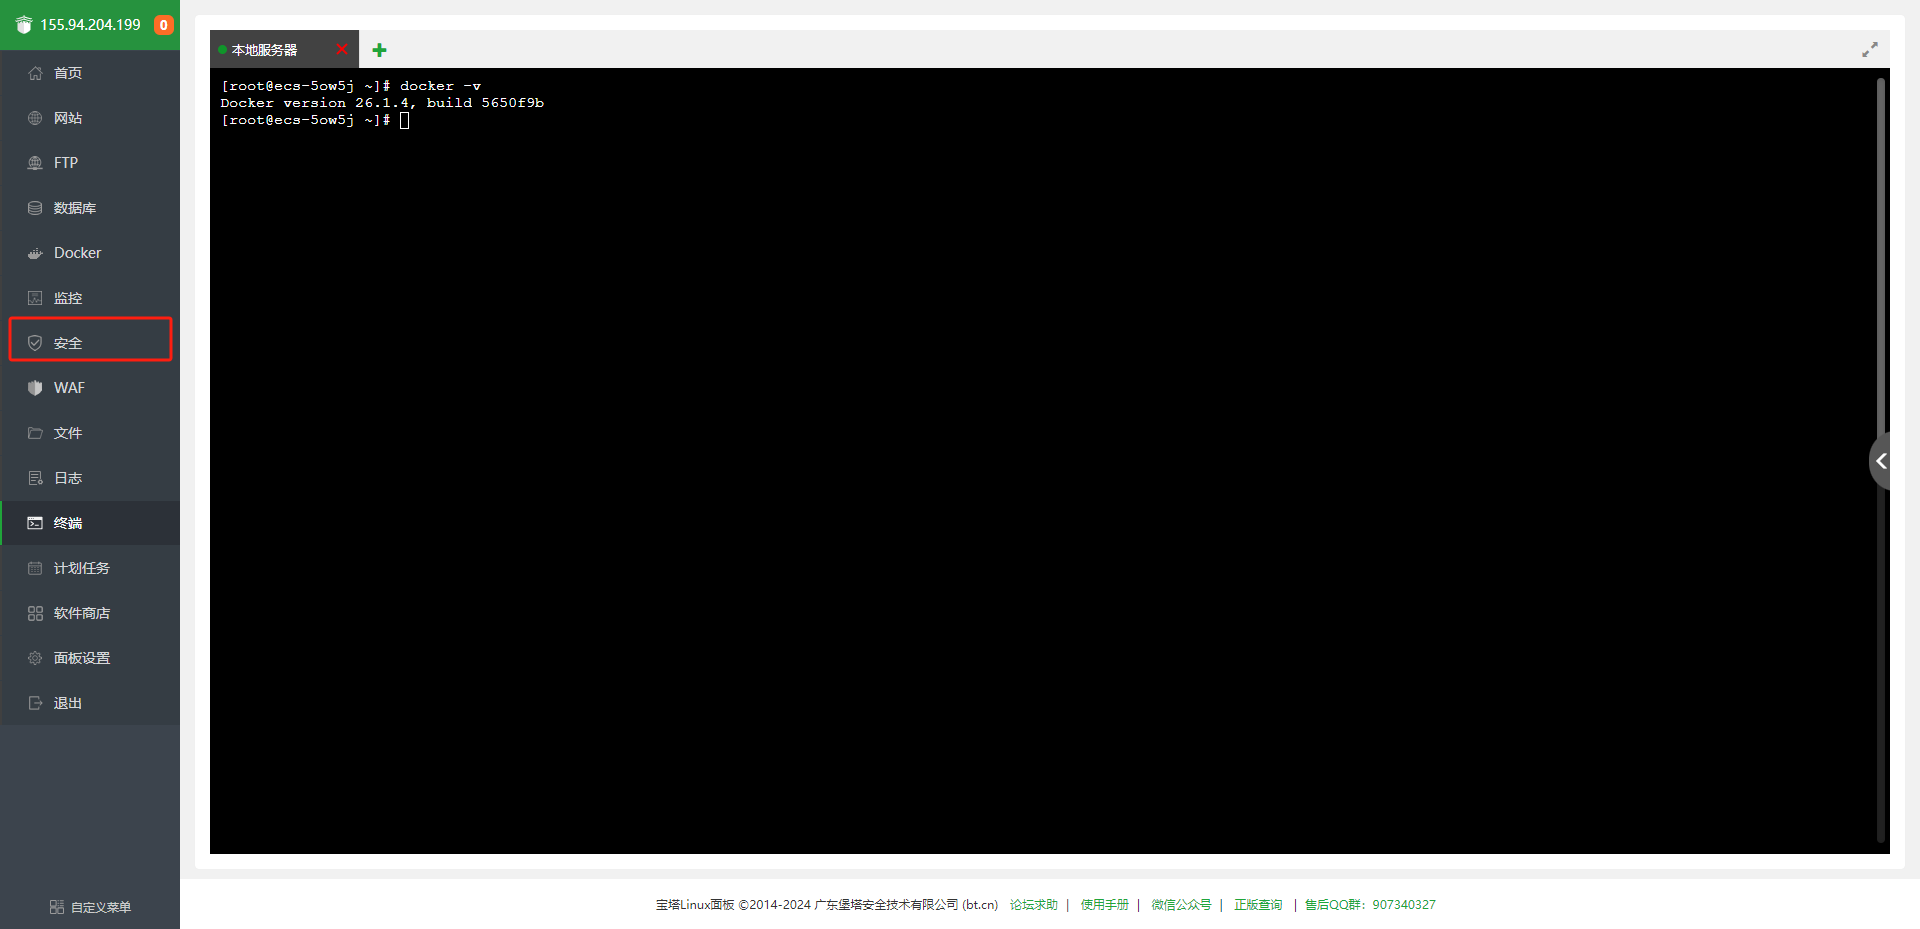 155.94.204.199 0
首页
网站
FTP
数据库
Docker
监控
安全
WAF
文件
日志
终端
计划任务
软件商店
面板设置
退出
自定义菜单
本地服务器
[root@ecs-5ow5j ~]# docker -v
Docker version 26.1.4, build 5650f9b
[root@ecs-5ow5j ~]#
宝塔Linux面板 ©2014-2024 广东堡塔安全技术有限公司 (bt.cn) 论坛求助 | 使用手册 | 微信公众号 | 正版查询 | 售后QQ群：907340327